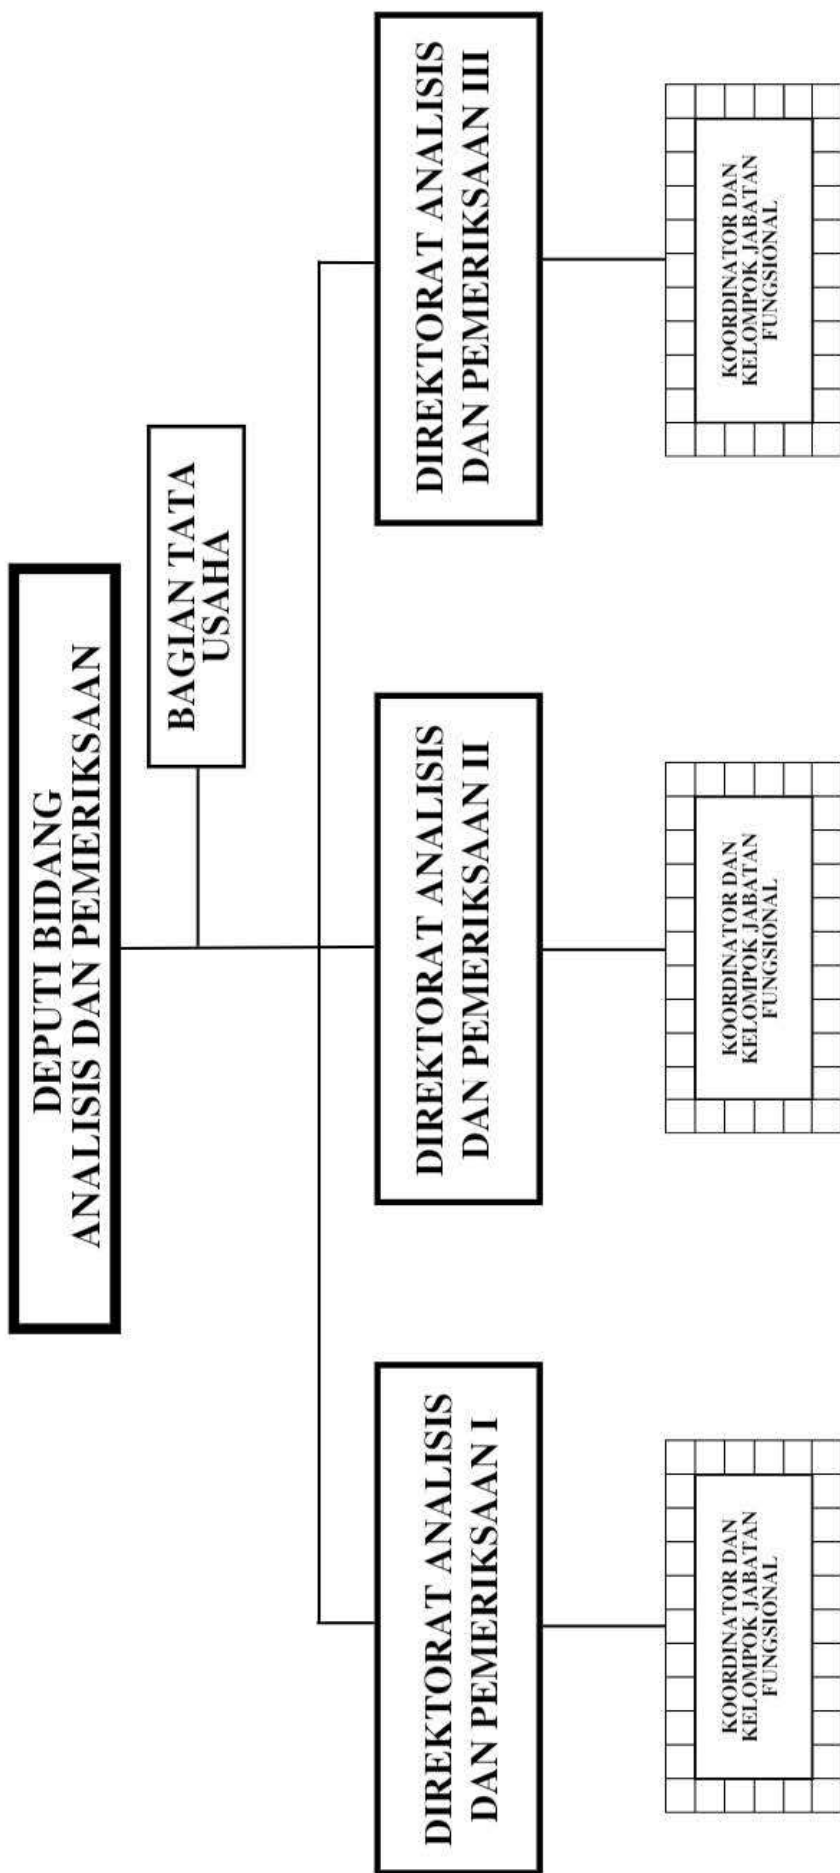 DEPUTI BIDANG
ANALISIS DAN PEMERIKSAAN
BAGIAN TATA
USAHA
DIREKTORAT ANALISIS
DAN PEMERIKSAAN I
DIREKTORAT ANALISIS
DAN PEMERIKSAAN II
DIREKTORAT ANALISIS
DAN PEMERIKSAAN III
KOORDINATOR DAN
KELOMPOK JABATAN
FUNGSIONAL
KOORDINATOR DAN
KELOMPOK JABATAN
FUNGSIONAL
KOORDINATOR DAN
KELOMPOK JABATAN
FUNGSIONAL